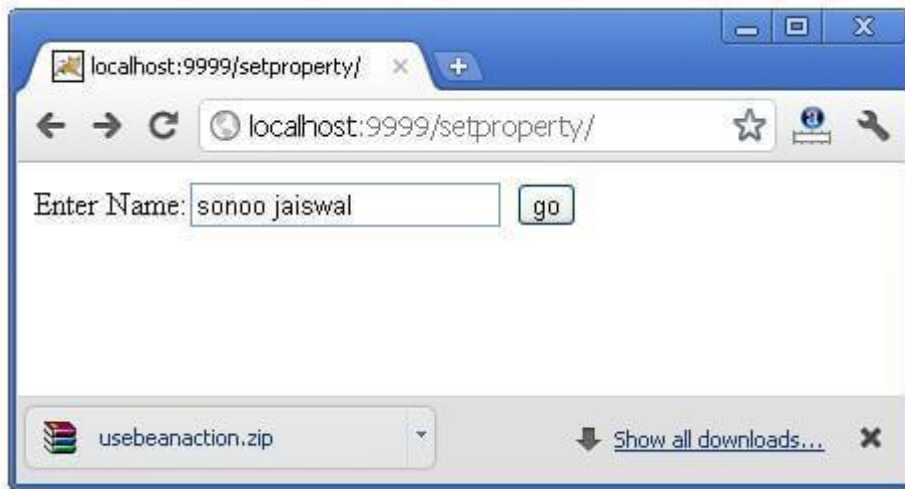 localhost:9999/setproperty/
localhost:9999/setproperty/
Enter Name: sonoo jaiswal go
usebeanaction.zip Show all downloads...